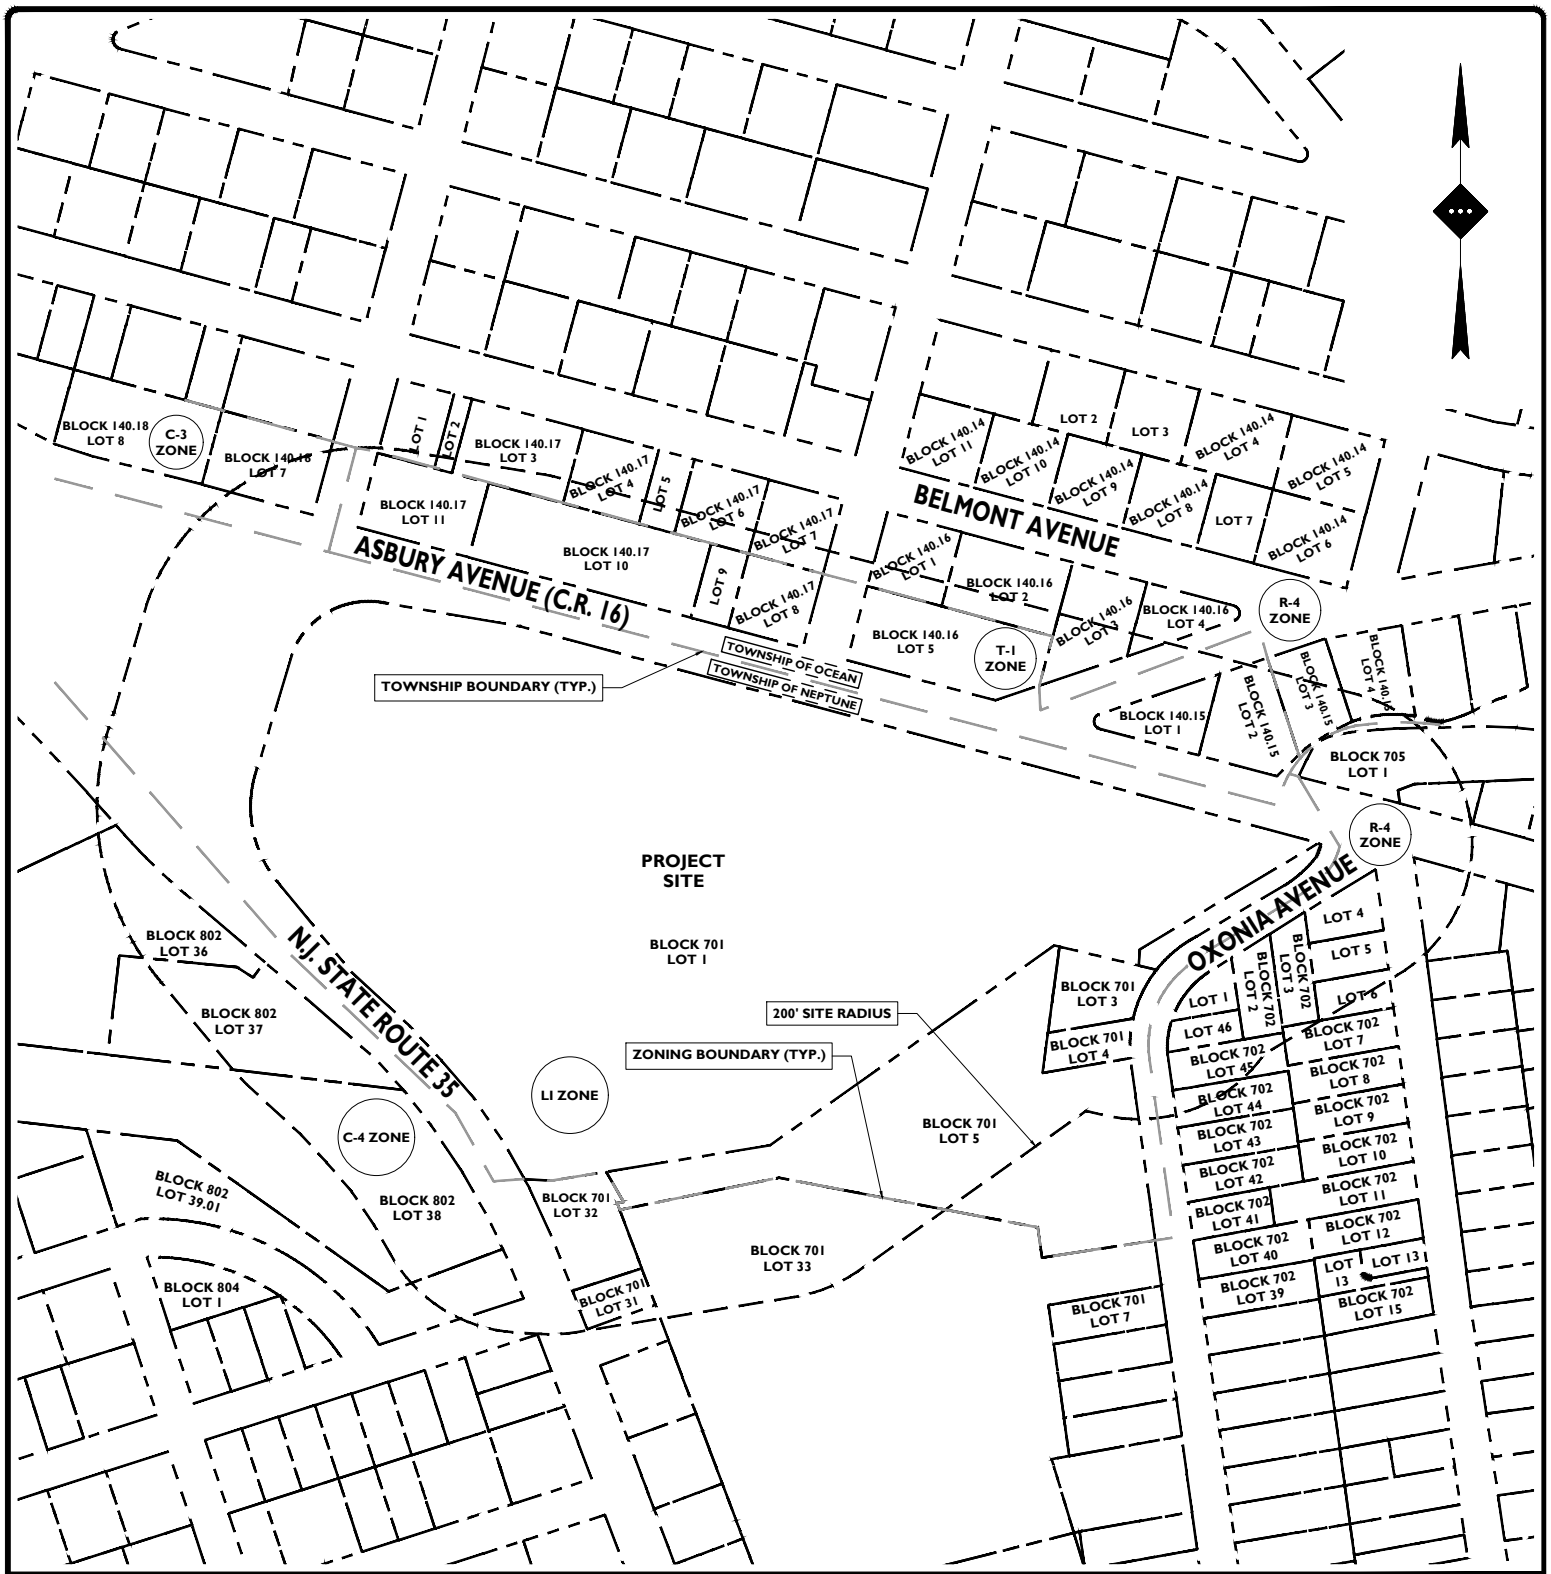 BLOCK 140.18
LOT 8
C-3
ZONE
BLOCK 140.18
LOT 7
LOT 1
LOT 2
BLOCK 140.17
LOT 3
BLOCK 140.17
LOT 4
LOT 5
BLOCK 140.17
LOT 6
BLOCK 140.17
LOT 7
BLOCK 140.17
LOT 11
BLOCK 140.17
LOT 10
LOT 9
BLOCK 140.17
LOT 8
BLOCK 140.14
LOT 11
LOT 2
LOT 3
BLOCK 140.14
LOT 4
BLOCK 140.14
LOT 5
BLOCK 140.14
LOT 10
BLOCK 140.14
LOT 9
BLOCK 140.14
LOT 8
LOT 7
BLOCK 140.14
LOT 6
BELMONT AVENUE
ASBURY AVENUE (C.R. 16)
BLOCK 140.16
LOT 1
BLOCK 140.16
LOT 2
BLOCK 140.16
LOT 3
BLOCK 140.16
LOT 4
BLOCK 140.16
LOT 5
T-1
ZONE
R-4
ZONE
TOWNSHIP OF OCEAN
TOWNSHIP OF NEPTUNE
TOWNSHIP BOUNDARY (TYP.)
BLOCK 140.15
LOT 1
BLOCK 140.15
LOT 2
BLOCK 140.15
LOT 3
LOT 4
BLOCK 705
LOT 1
R-4
ZONE
PROJECT
SITE
BLOCK 701
LOT 1
OXONIA AVENUE
N.J. STATE ROUTE 35
BLOCK 802
LOT 36
BLOCK 802
LOT 37
BLOCK 701
LOT 3
BLOCK 701
LOT 4
LOT 1
LOT 46
BLOCK 702
LOT 2
BLOCK 702
LOT 3
LOT 4
LOT 5
LOT 6
BLOCK 702
LOT 7
BLOCK 702
LOT 45
BLOCK 702
LOT 8
BLOCK 702
LOT 44
BLOCK 702
LOT 9
BLOCK 702
LOT 43
BLOCK 702
LOT 10
BLOCK 702
LOT 42
BLOCK 702
LOT 11
BLOCK 702
LOT 41
BLOCK 702
LOT 12
BLOCK 702
LOT 40
LOT
13
LOT 13
BLOCK 702
LOT 39
BLOCK 702
LOT 15
200' SITE RADIUS
ZONING BOUNDARY (TYP.)
LI ZONE
C-4 ZONE
BLOCK 701
LOT 5
BLOCK 802
LOT 39.01
BLOCK 802
LOT 38
BLOCK 701
LOT 32
BLOCK 701
LOT 33
BLOCK 804
LOT 1
BLOCK 701
LOT 31
BLOCK 701
LOT 7